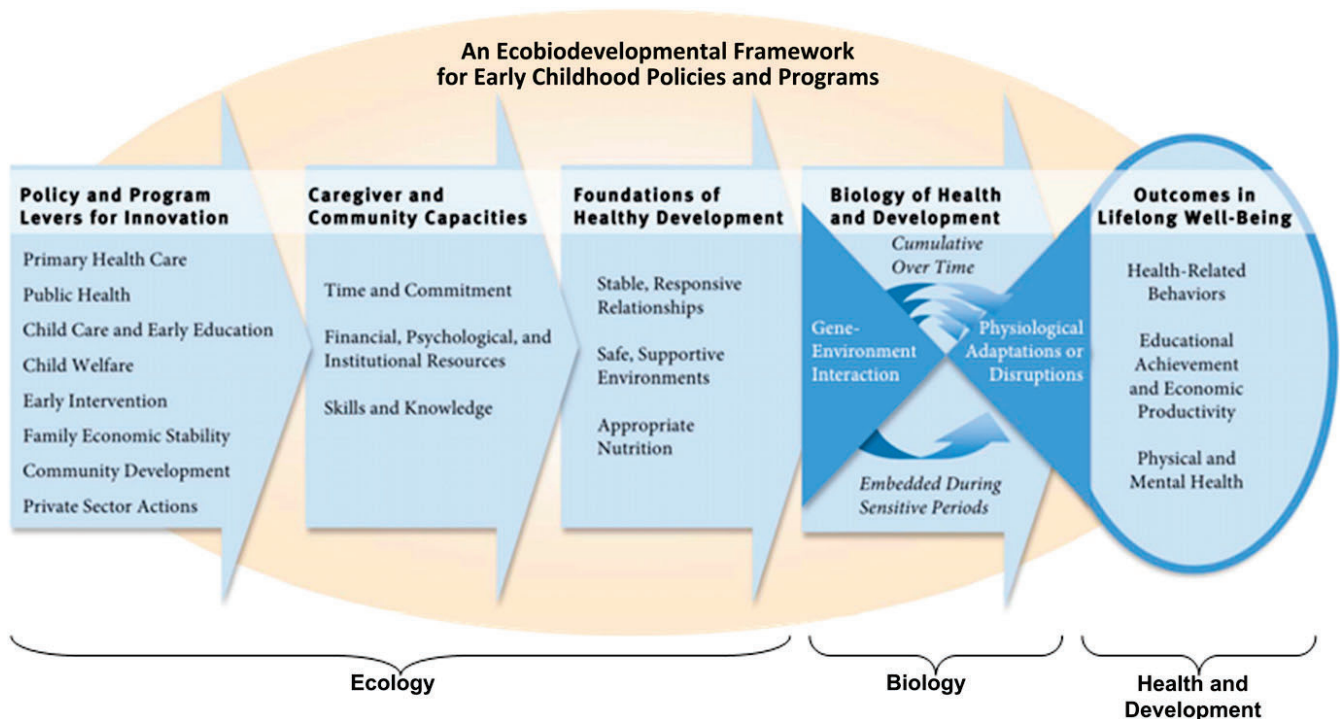 An Ecobiodevelopmental Framework
for Early Childhood Policies and Programs
Policy and Program
Levers for Innovation
Primary Health Care
Public Health
Child Care and Early Education
Child Welfare
Early Intervention
Family Economic Stability
Community Development
Private Sector Actions
Caregiver and
Community Capacities
Time and Commitment
Financial, Psychological, and
Institutional Resources
Skills and Knowledge
Foundations of
Healthy Development
Stable, Responsive
Relationships
Safe, Supportive
Environments
Appropriate
Nutrition
Biology of Health
and Development
Cumulative
Over Time
Gene-
Environment
Interaction
Physiological
Adaptations or
Disruptions
Embedded During
Sensitive Periods
Outcomes in
Lifelong Well-Being
Health-Related
Behaviors
Educational
Achievement
and Economic
Productivity
Physical and
Mental Health
Ecology
Biology
Health and
Development